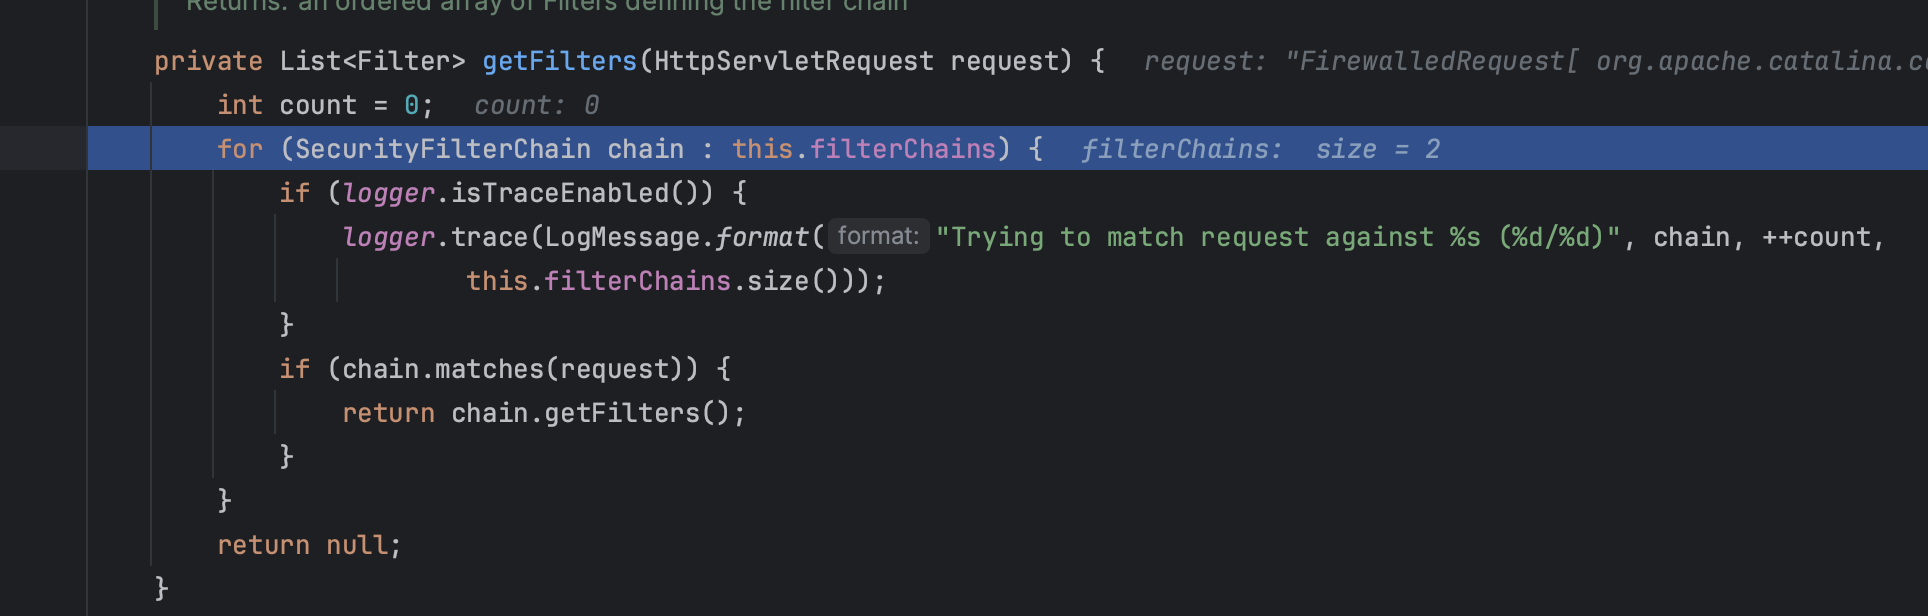 Returns: an ordered array of Filters defining the filter chain
private List<Filter> getFilters(HttpServletRequest request) {   request: "FirewalledRequest[ org.apache.catalina.co
int count = 0;   count: 0
for (SecurityFilterChain chain : this.filterChains) {   filterChains:  size = 2
if (logger.isTraceEnabled()) {
logger.trace(LogMessage.format( format: "Trying to match request against %s (%d/%d)", chain, ++count,
this.filterChains.size()));
}
if (chain.matches(request)) {
return chain.getFilters();
}
}
return null;
}